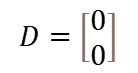 D = [0
0]